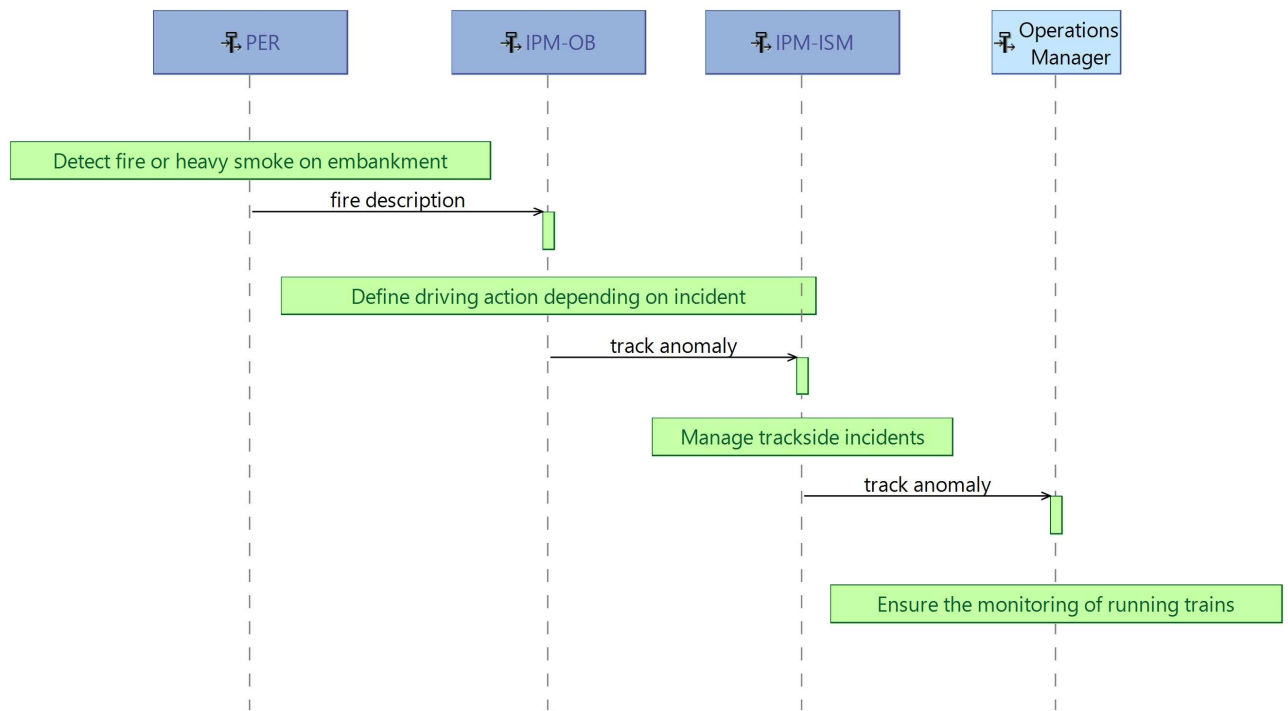 PER
IPM-OB
IPM-ISM
Operations
Manager
Detect fire or heavy smoke on embankment
fire description
Define driving action depending on incident
track anomaly
Manage trackside incidents
track anomaly
Ensure the monitoring of running trains